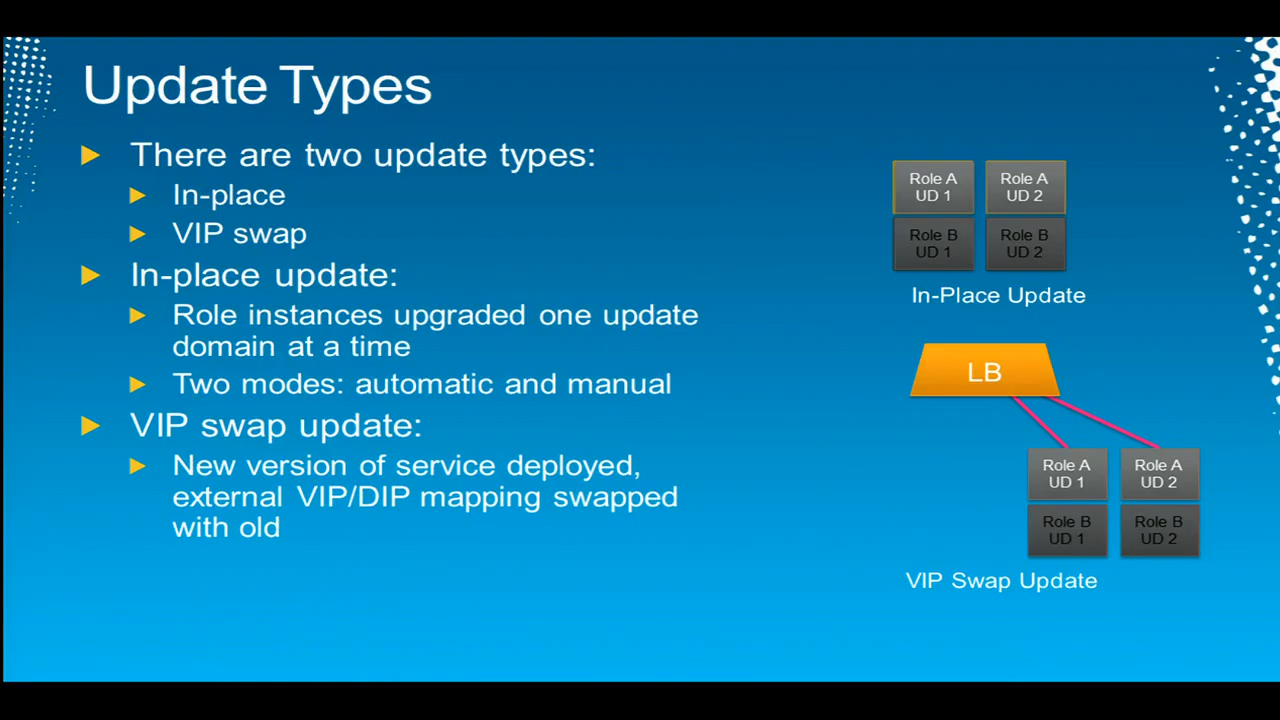 Update Types
There are two update types:
In-place
VIP swap
In-place update:
Role instances upgraded one update
domain at a time
Two modes: automatic and manual
VIP swap update:
New version of service deployed,
external VIP/DIP mapping swapped
with old
Role A
UD 1
Role A
UD 2
Role B
UD 1
Role B
UD 2
In-Place Update
LB
Role A
UD 1
Role A
UD 2
Role B
UD 1
Role B
UD 2
VIP Swap Update